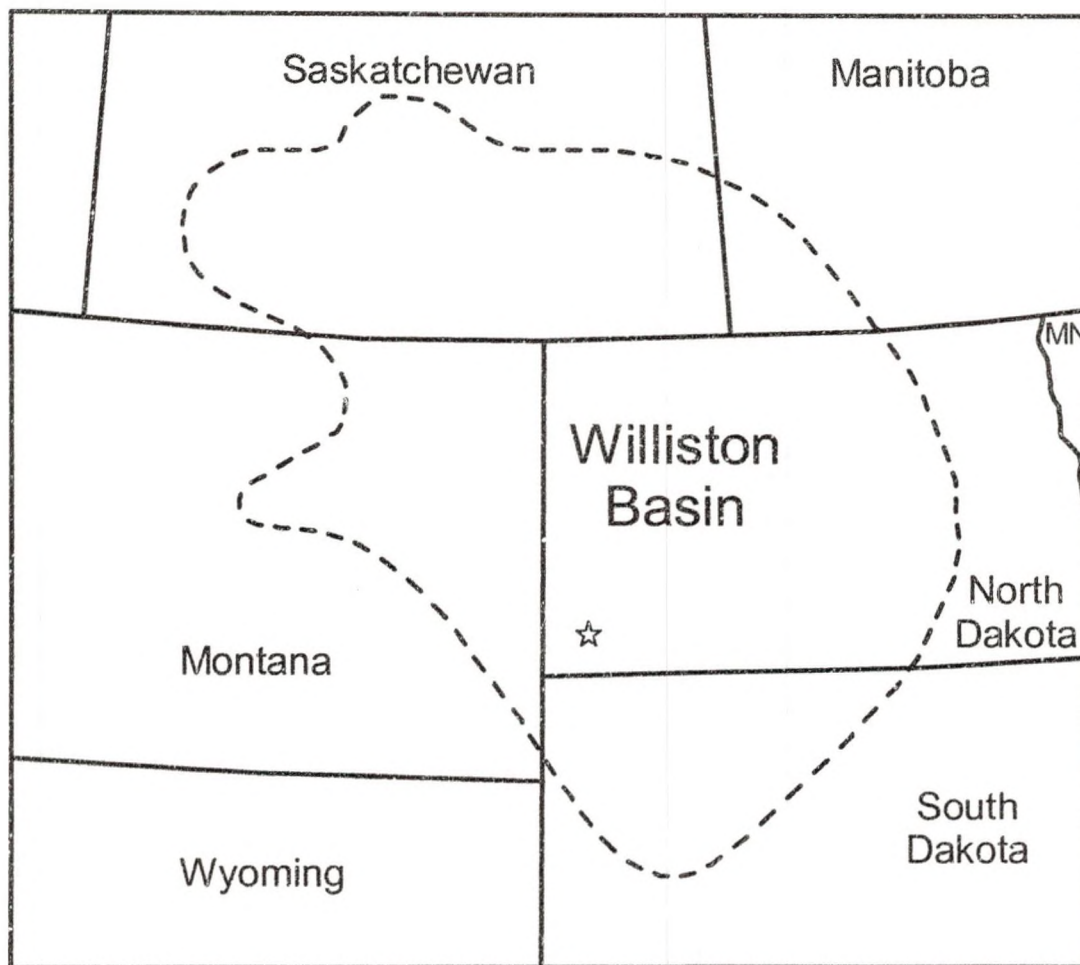 Saskatchewan
Manitoba
MN
Williston
Basin
North
Dakota
Montana
South
Dakota
Wyoming